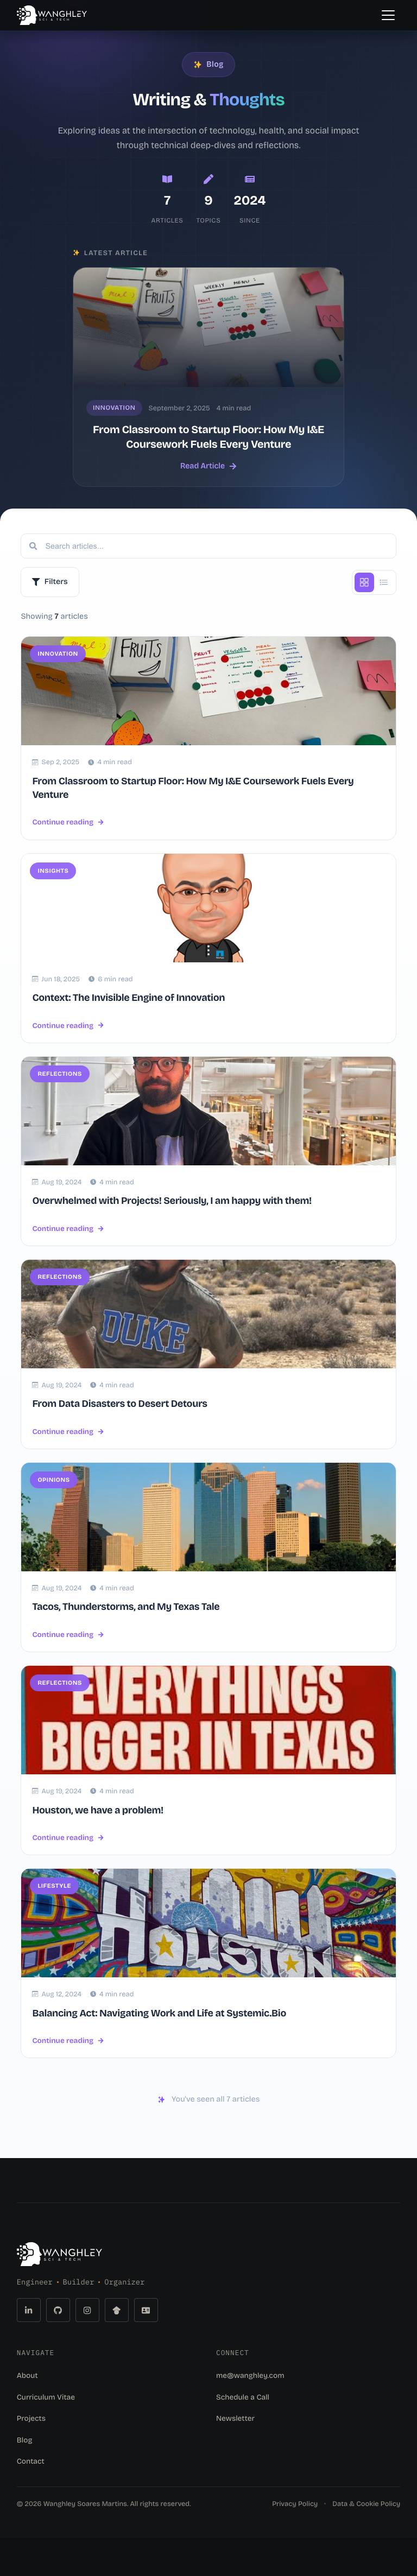 WANGHLEY
SCI & TECH
Blog
Writing & Thoughts
Exploring ideas at the intersection of technology, health, and social impact
through technical deep-dives and reflections.
7
9
2024
ARTICLES
TOPICS
SINCE
LATEST ARTICLE
FRUITS
VEGGIES
WEEKLY MENU
INNOVATION
September 2, 2025
4 min read
From Classroom to Startup Floor: How My I&E
Coursework Fuels Every Venture
Read Article
Search articles...
Filters
Showing 7 articles
INNOVATION
FRUITS
VEGGIES
Sep 2, 2025
4 min read
From Classroom to Startup Floor: How My I&E Coursework Fuels Every
Venture
Continue reading
INSIGHTS
Jun 18, 2025
6 min read
Context: The Invisible Engine of Innovation
Continue reading
REFLECTIONS
Aug 19, 2024
4 min read
Overwhelmed with Projects! Seriously, I am happy with them!
Continue reading
REFLECTIONS
DUKE
Aug 19, 2024
4 min read
From Data Disasters to Desert Detours
Continue reading
OPINIONS
Aug 19, 2024
4 min read
Tacos, Thunderstorms, and My Texas Tale
Continue reading
REFLECTIONS
EVERYTHINGS
BIGGER IN TEXAS
Aug 19, 2024
4 min read
Houston, we have a problem!
Continue reading
LIFESTYLE
HOUSTON
Aug 12, 2024
4 min read
Balancing Act: Navigating Work and Life at Systemic.Bio
Continue reading
You've seen all 7 articles
WANGHLEY
SCI & TECH
Engineer • Builder • Organizer
NAVIGATE
About
Curriculum Vitae
Projects
Blog
Contact
CONNECT
me@wanghley.com
Schedule a Call
Newsletter
© 2026 Wanghley Soares Martins. All rights reserved.
Privacy Policy · Data & Cookie Policy